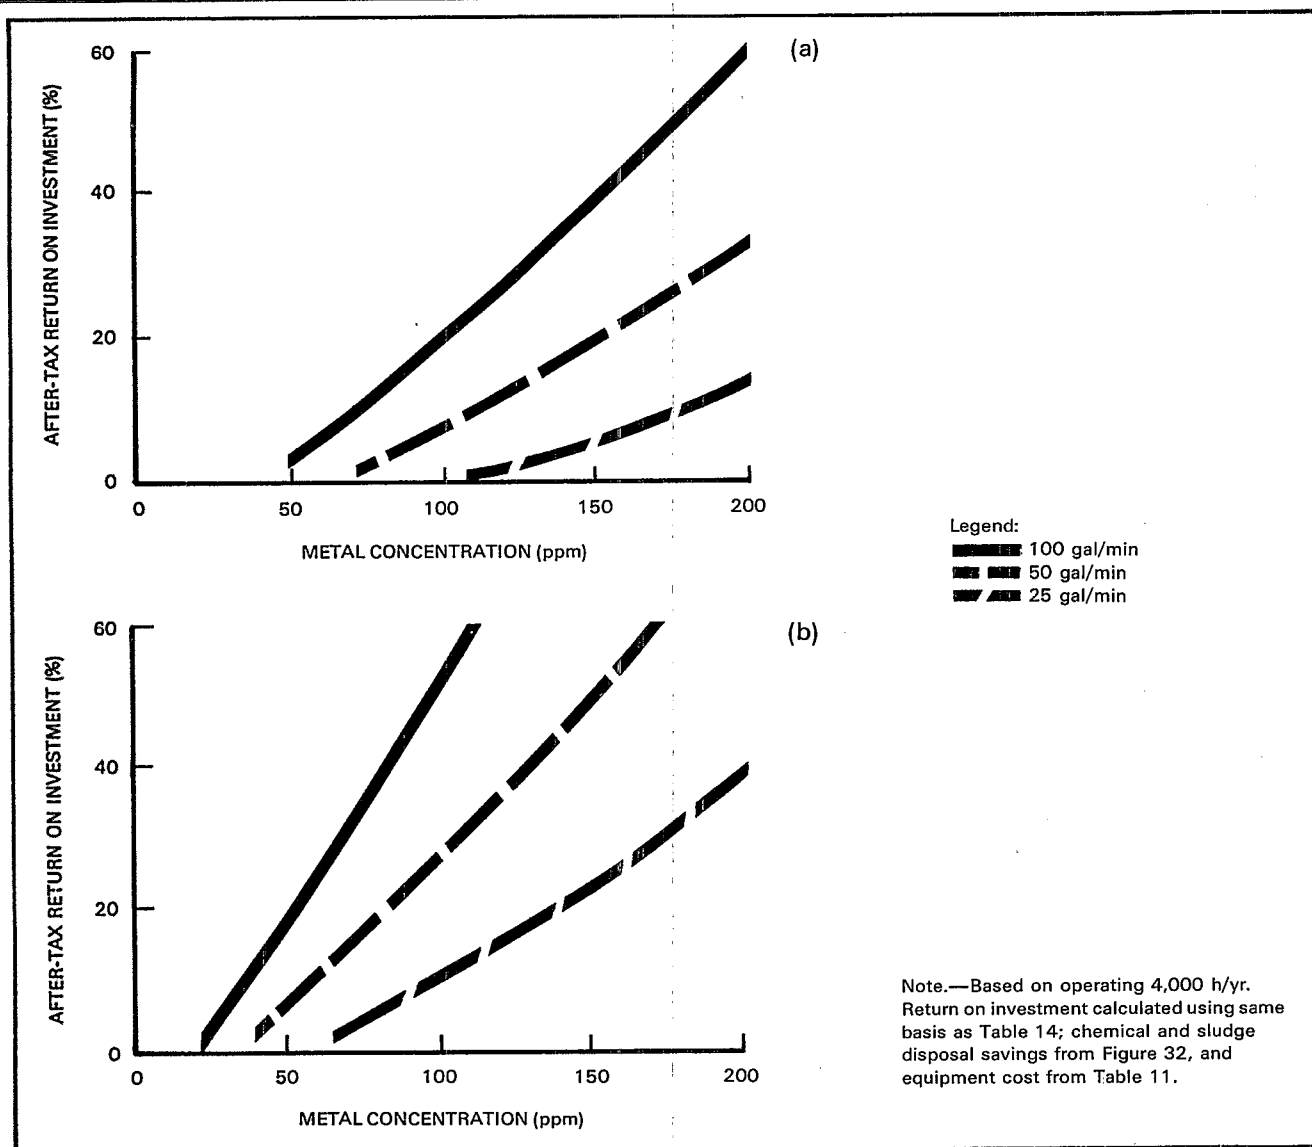 (a)
AFTER-TAX RETURN ON INVESTMENT (%)
60
40
20
0
0 50 100 150 200
METAL CONCENTRATION (ppm)
Legend:
100 gal/min
50 gal/min
25 gal/min
(b)
AFTER-TAX RETURN ON INVESTMENT (%)
60
40
20
0
0 50 100 150 200
METAL CONCENTRATION (ppm)
Note.—Based on operating 4,000 h/yr.
Return on investment calculated using same
basis as Table 14; chemical and sludge
disposal savings from Figure 32, and
equipment cost from Table 11.